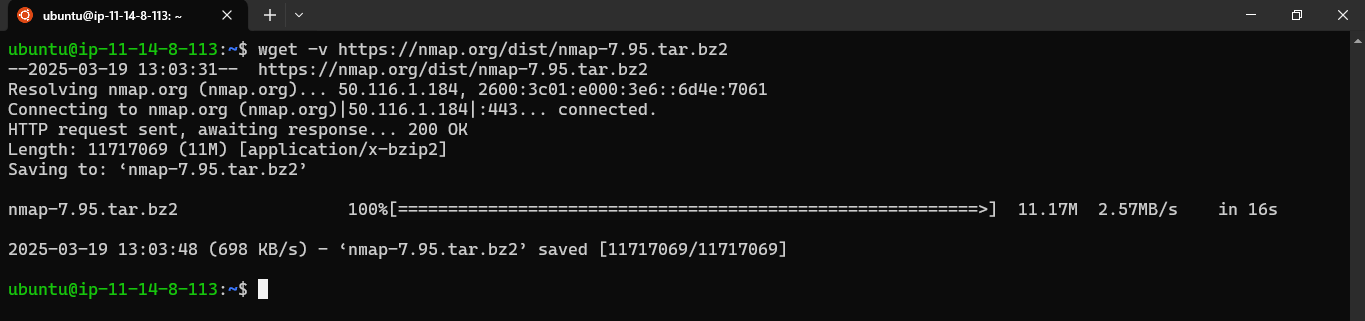 ubuntu@ip-11-14-8-113: ~
ubuntu@ip-11-14-8-113:~$ wget -v https://nmap.org/dist/nmap-7.95.tar.bz2
--2025-03-19 13:03:31--  https://nmap.org/dist/nmap-7.95.tar.bz2
Resolving nmap.org (nmap.org)... 50.116.1.184, 2600:3c01:e000:3e6::6d4e:7061
Connecting to nmap.org (nmap.org)|50.116.1.184|:443... connected.
HTTP request sent, awaiting response... 200 OK
Length: 11717069 (11M) [application/x-bzip2]
Saving to: ‘nmap-7.95.tar.bz2’
nmap-7.95.tar.bz2                 100%[==========================================================>]  11.17M  2.57MB/s    in 16s
2025-03-19 13:03:48 (698 KB/s) - ‘nmap-7.95.tar.bz2’ saved [11717069/11717069]
ubuntu@ip-11-14-8-113:~$